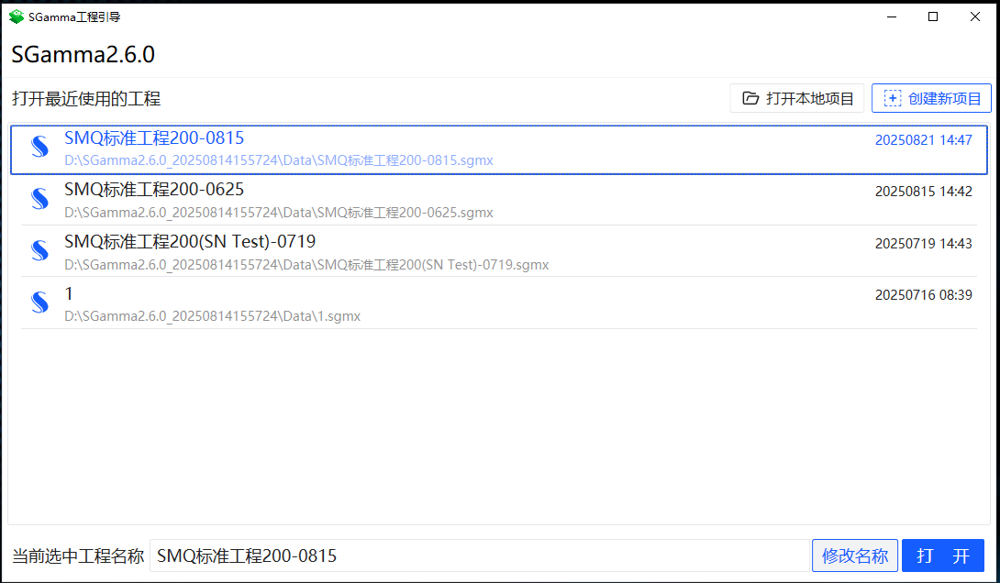 SGamma工程引导
SGamma2.6.0
打开最近使用的工程
打开本地项目
创建新项目
SMQ标准工程200-0815
20250821 14:47
D:\SGamma2.6.0_20250814155724\Data\SMQ标准工程200-0815.sgmx
SMQ标准工程200-0625
20250815 14:42
D:\SGamma2.6.0_20250814155724\Data\SMQ标准工程200-0625.sgmx
SMQ标准工程200(SN Test)-0719
20250719 14:43
D:\SGamma2.6.0_20250814155724\Data\SMQ标准工程200(SN Test)-0719.sgmx
1
20250716 08:39
D:\SGamma2.6.0_20250814155724\Data\1.sgmx
当前选中工程名称
SMQ标准工程200-0815
修改名称
打 开